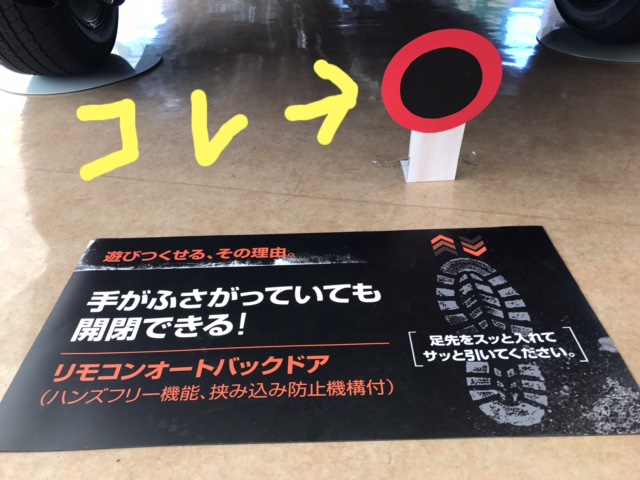 コレ→
遊びつくせる、その理由。
手がふさがっていても
開閉できる!
リモコンオートバックドア
(ハンズフリー機能、挟み込み防止機構付)
足先をスッと入れて
サッと引いてください。